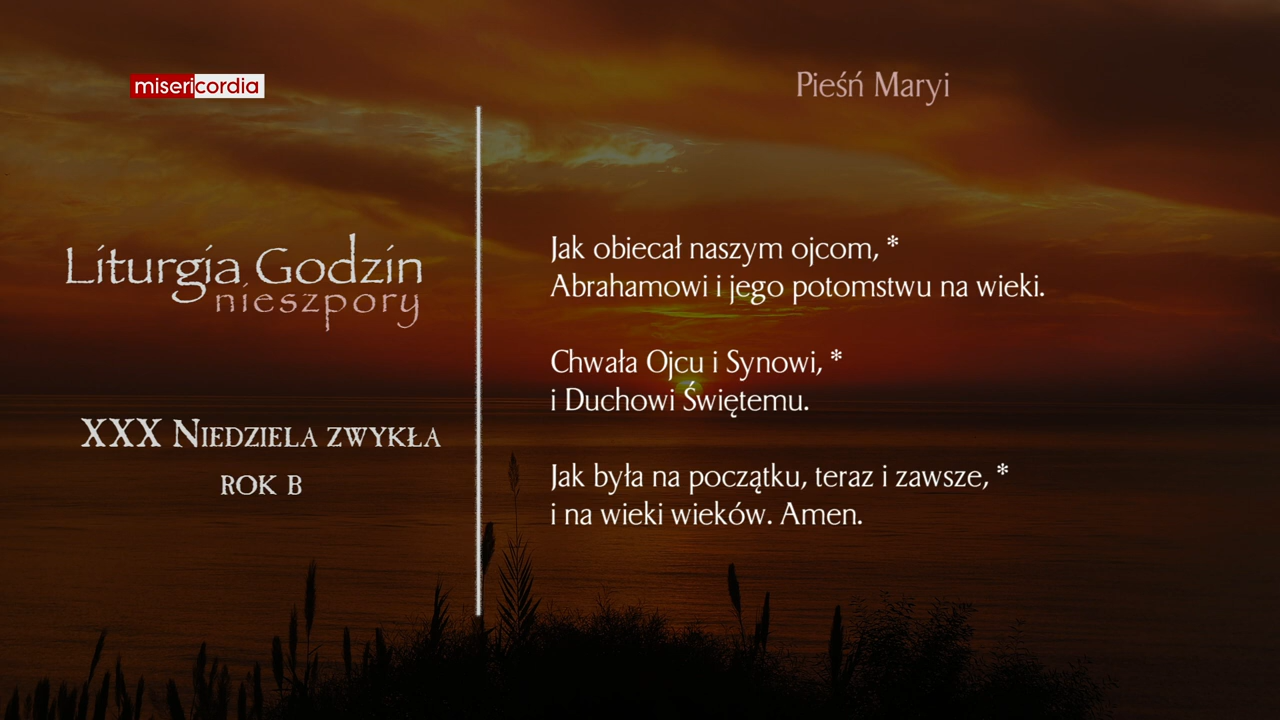 misericordia
Pieśń Maryi
Liturgia Godzin
nieszpory
XXX Niedziela zwykła
rok B
Jak obiecał naszym ojcom, *
Abrahamowi i jego potomstwu na wieki.
Chwała Ojcu i Synowi, *
i Duchowi Świętemu.
Jak była na początku, teraz i zawsze, *
i na wieki wieków. Amen.